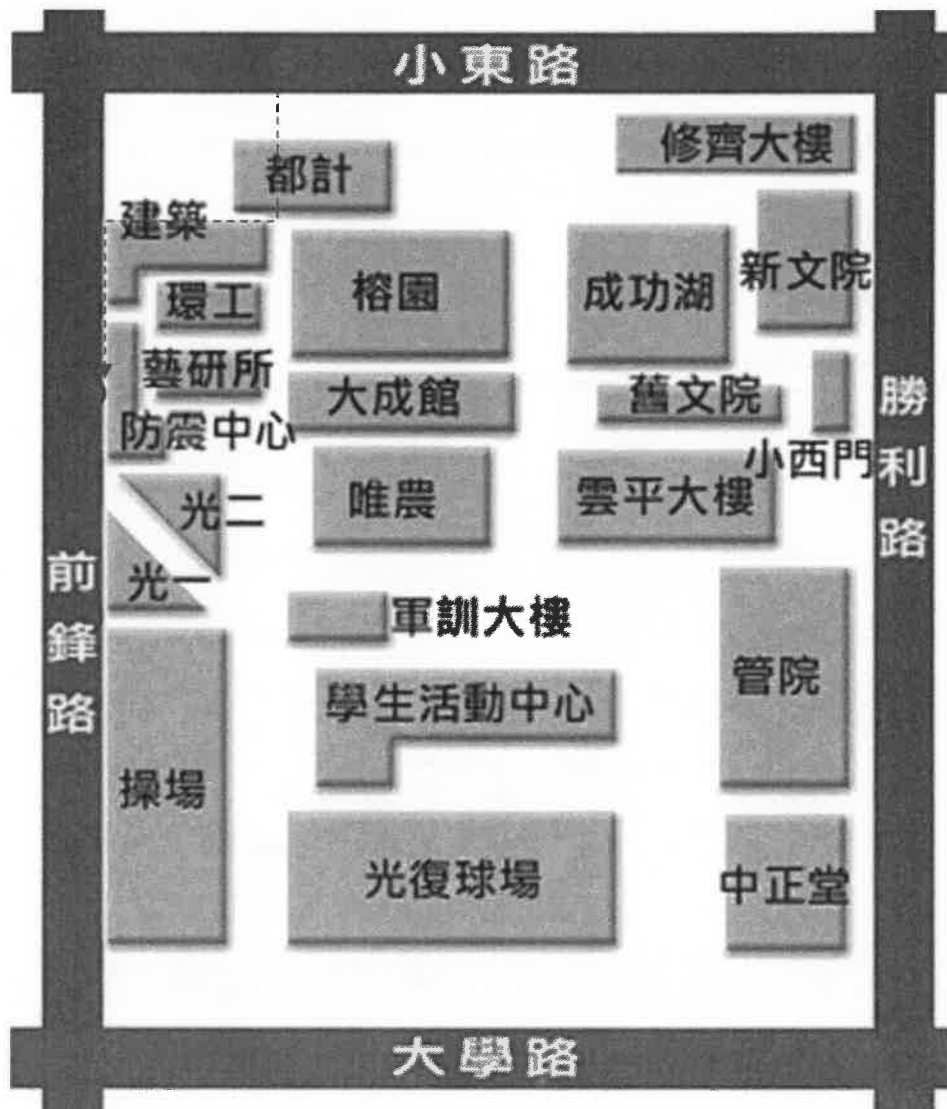 小東路
修齊大樓
都計
建築
新文院
榕園
成功湖
環工
藝研所
大成館
舊文院
勝利路
防震中心
小西門
唯農
雲平大樓
光二
光一
前鋒路
軍訓大樓
管院
學生活動中心
操場
光復球場
中正堂
大學路